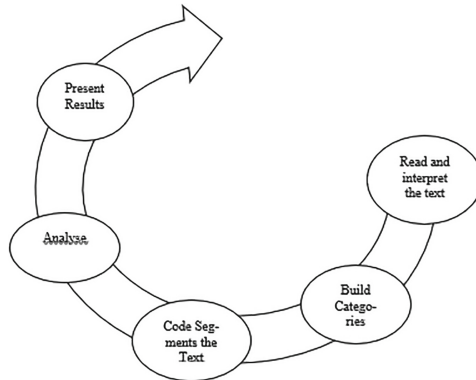 Present
Results
Read and
interpret
the text
Analyse
Build
Catego-
ries
Code Seg-
ments the
Text